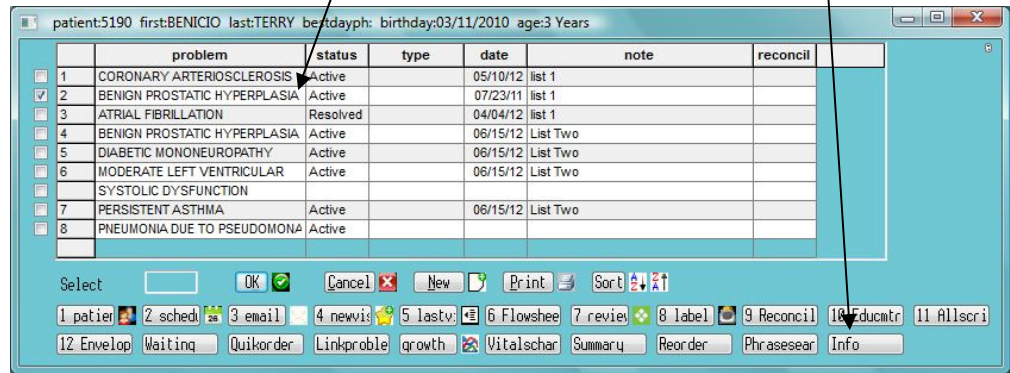 patient:5190 first:BENICIO last:TERRY bestdayph: birthday:03/11/2010 age:3 Years
problem status type date note reconcil
1 CORONARY ARTERIOSCLEROSIS Active 05/10/12 list 1
2 BENIGN PROSTATIC HYPERPLASIA Active 07/23/11 list 1
3 ATRIAL FIBRILLATION Resolved 04/04/12 list 1
4 BENIGN PROSTATIC HYPERPLASIA Active 06/15/12 List Two
5 DIABETIC MONONEUROPATHY Active 06/15/12 List Two
6 MODERATE LEFT VENTRICULAR Active 06/15/12 List Two
SYSTOLIC DYSFUNCTION
7 PERSISTENT ASTHMA Active 06/15/12 List Two
8 PNEUMONIA DUE TO PSEUDOMONA Active
Select OK Cancel New Print Sort
1 patier 2 schedu 26 3 email 4 newvis 5 lastv: 6 Flowshee 7 review 8 label 9 Reconcil 10 Educmtr 11 Allscri
12 Envelop Waiting Quikorder Linkproble growth Vitalschar Summary Reorder Phrasesear Info